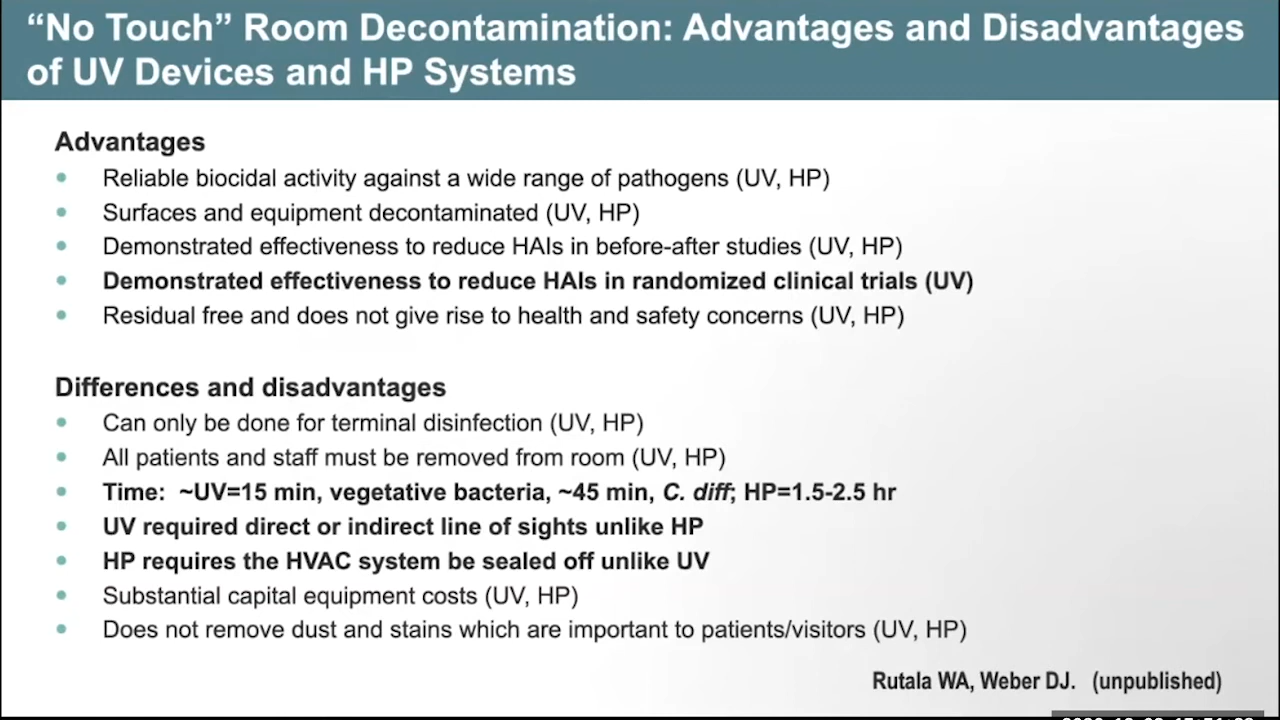 “No Touch” Room Decontamination: Advantages and Disadvantages
of UV Devices and HP Systems
Advantages
• Reliable biocidal activity against a wide range of pathogens (UV, HP)
• Surfaces and equipment decontaminated (UV, HP)
• Demonstrated effectiveness to reduce HAIs in before-after studies (UV, HP)
• Demonstrated effectiveness to reduce HAIs in randomized clinical trials (UV)
• Residual free and does not give rise to health and safety concerns (UV, HP)
Differences and disadvantages
• Can only be done for terminal disinfection (UV, HP)
• All patients and staff must be removed from room (UV, HP)
• Time: ~UV=15 min, vegetative bacteria, ~45 min, C. diff; HP=1.5-2.5 hr
• UV required direct or indirect line of sights unlike HP
• HP requires the HVAC system be sealed off unlike UV
• Substantial capital equipment costs (UV, HP)
• Does not remove dust and stains which are important to patients/visitors (UV, HP)
Rutala WA, Weber DJ. (unpublished)